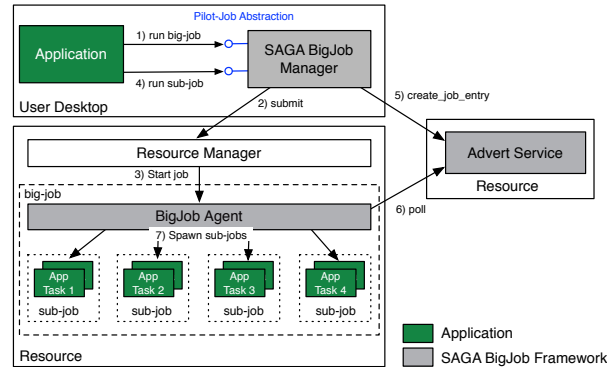 Pilot-Job Abstraction
1) run big-job
Application
SAGA BigJob
Manager
4) run sub-job
2) submit
5) create_job_entry
User Desktop
Resource Manager
Advert Service
3) Start job
Resource
big-job
BigJob Agent
6) poll
7) Spawn sub-jobs
App
Task 1
App
Task 2
App
Task 3
App
Task 4
sub-job
sub-job
sub-job
sub-job
Application
Resource
SAGA BigJob Framework